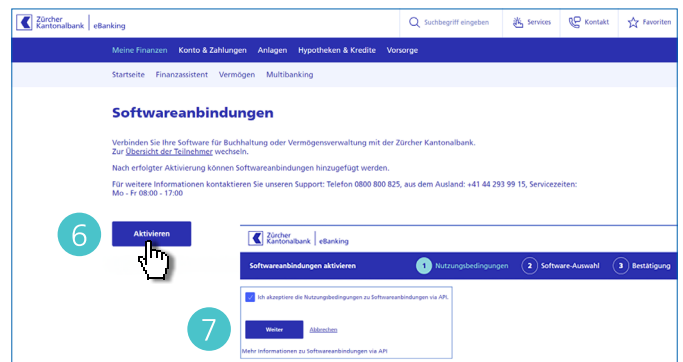 Zürcher
Kantonalbank eBanking
Suchbegriff eingeben Services Kontakt Favoriten
Meine Finanzen Konto & Zahlungen Anlagen Hypotheken & Kredite Vorsorge
Startseite Finanzassistent Vermögen Multibanking
Softwareanbindungen
Verbinden Sie Ihre Software für Buchhaltung oder Vermögensverwaltung mit der Zürcher Kantonalbank.
Zur Übersicht der Teilnehmer wechseln.
Nach erfolgter Aktivierung können Softwareanbindungen hinzugefügt werden.
Für weitere Informationen kontaktieren Sie unseren Support: Telefon 0800 800 825, aus dem Ausland: +41 44 293 99 15, Servicezeiten:
Mo - Fr 08:00 - 17:00
6 Aktivieren
Zürcher
Kantonalbank eBanking
Softwareanbindungen aktivieren 1 Nutzungsbedingungen 2 Software-Auswahl 3 Bestätigung
Ich akzeptiere die Nutzungsbedingungen zu Softwareanbindungen via API.
7 Weiter Abbrechen
Mehr Informationen zu Softwareanbindungen via API